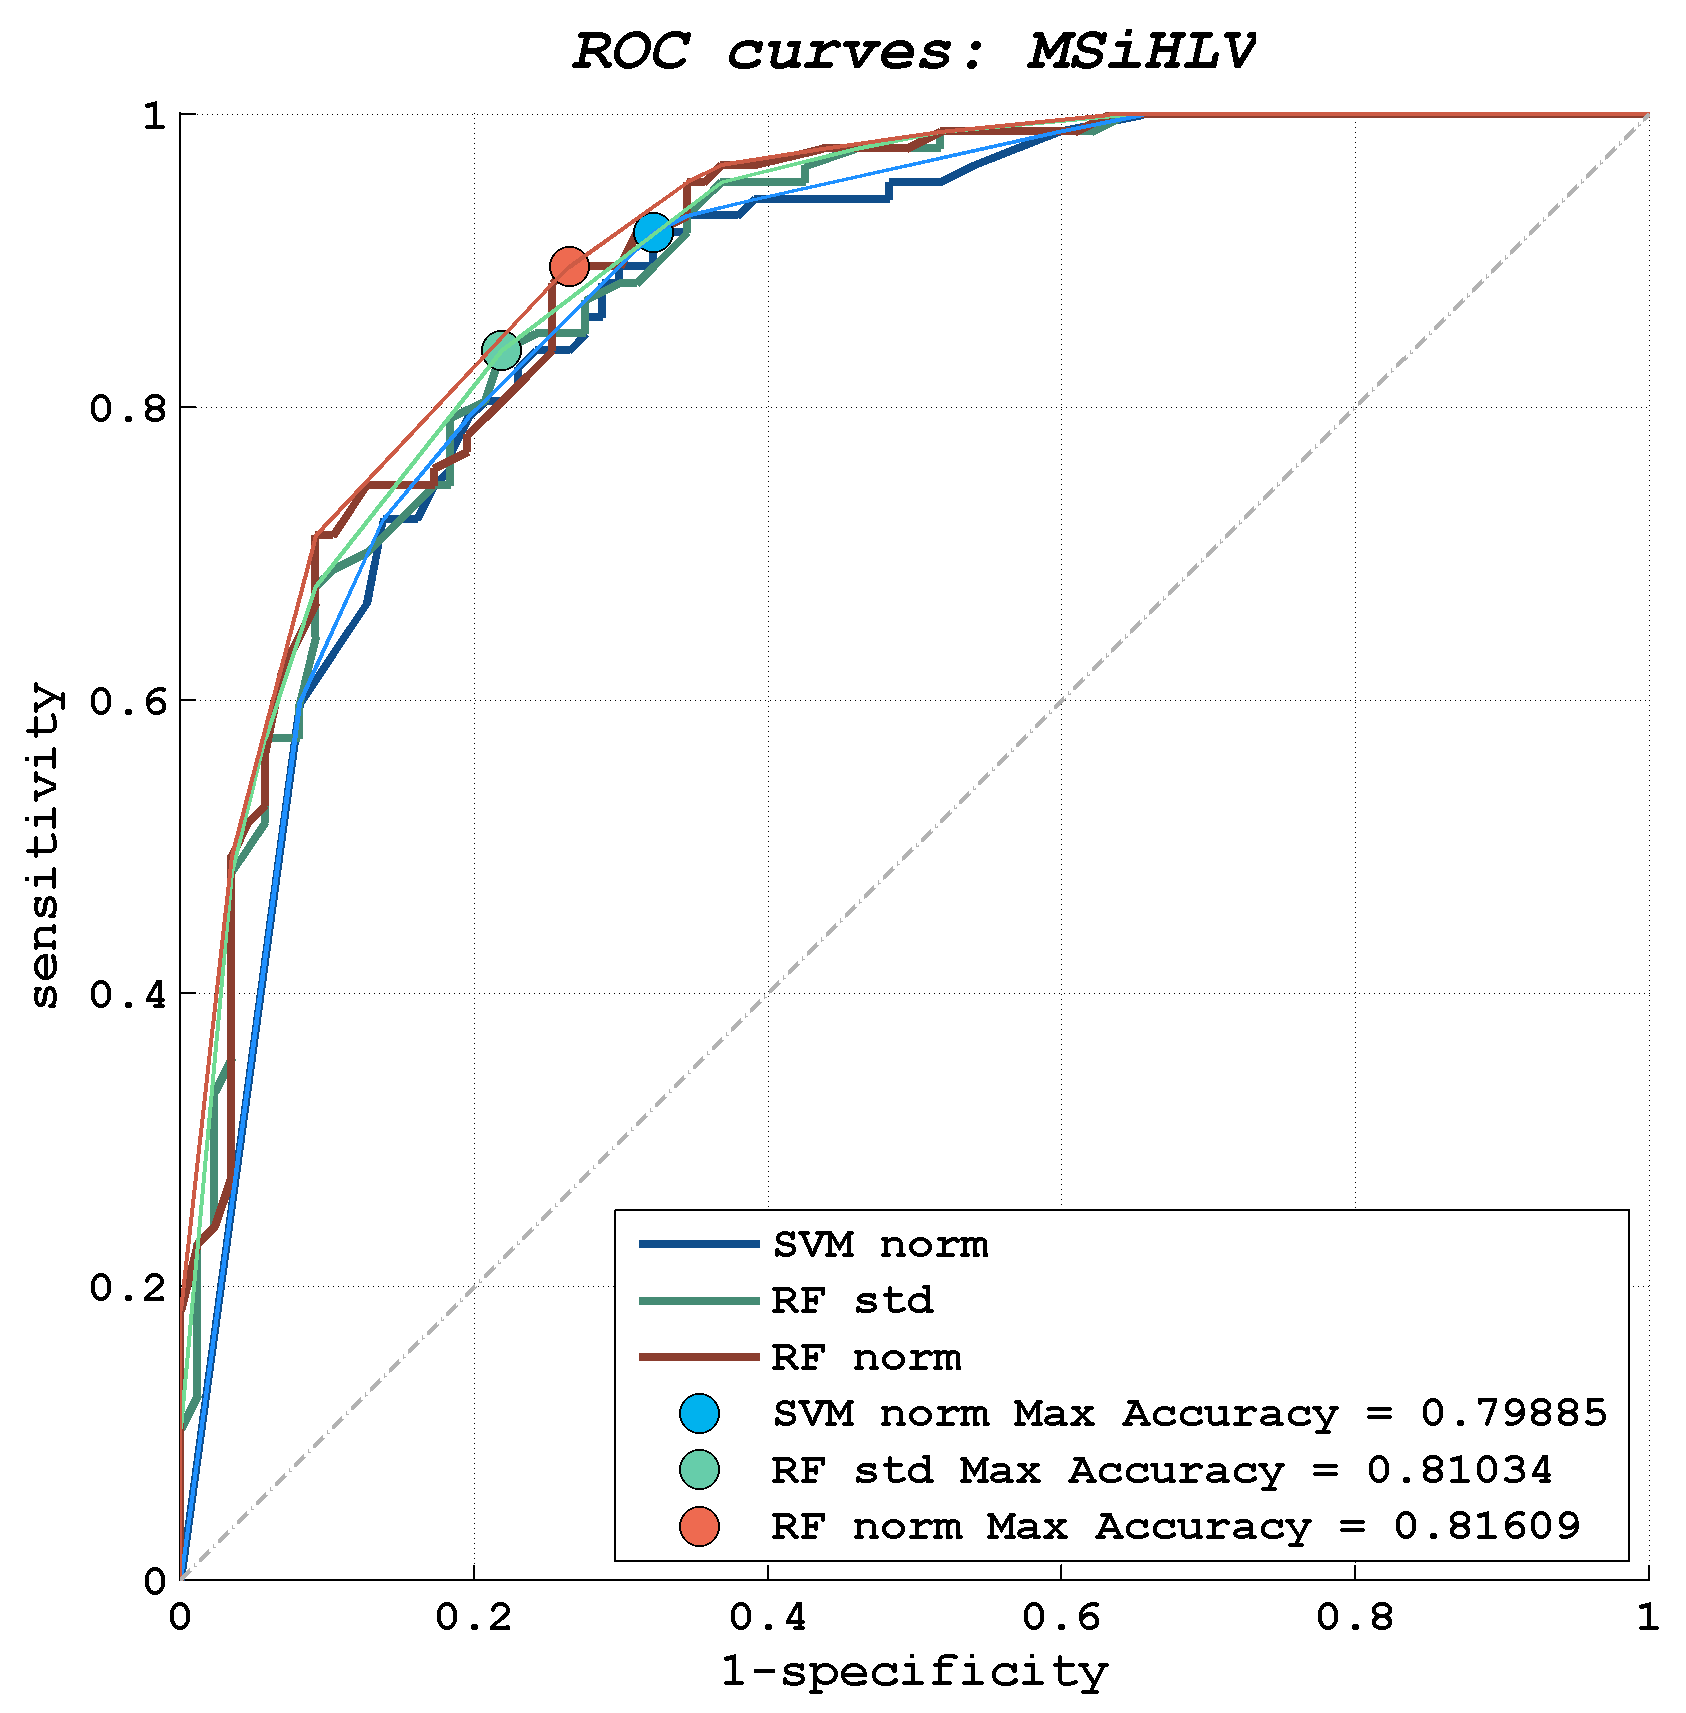 ROC curves: MSiHLV
sensitivity
1
0.8
0.6
0.4
0.2
0
0 0.2 0.4 0.6 0.8 1
1-specificity
SVM norm
RF std
RF norm
SVM norm Max Accuracy = 0.79885
RF std Max Accuracy = 0.81034
RF norm Max Accuracy = 0.81609